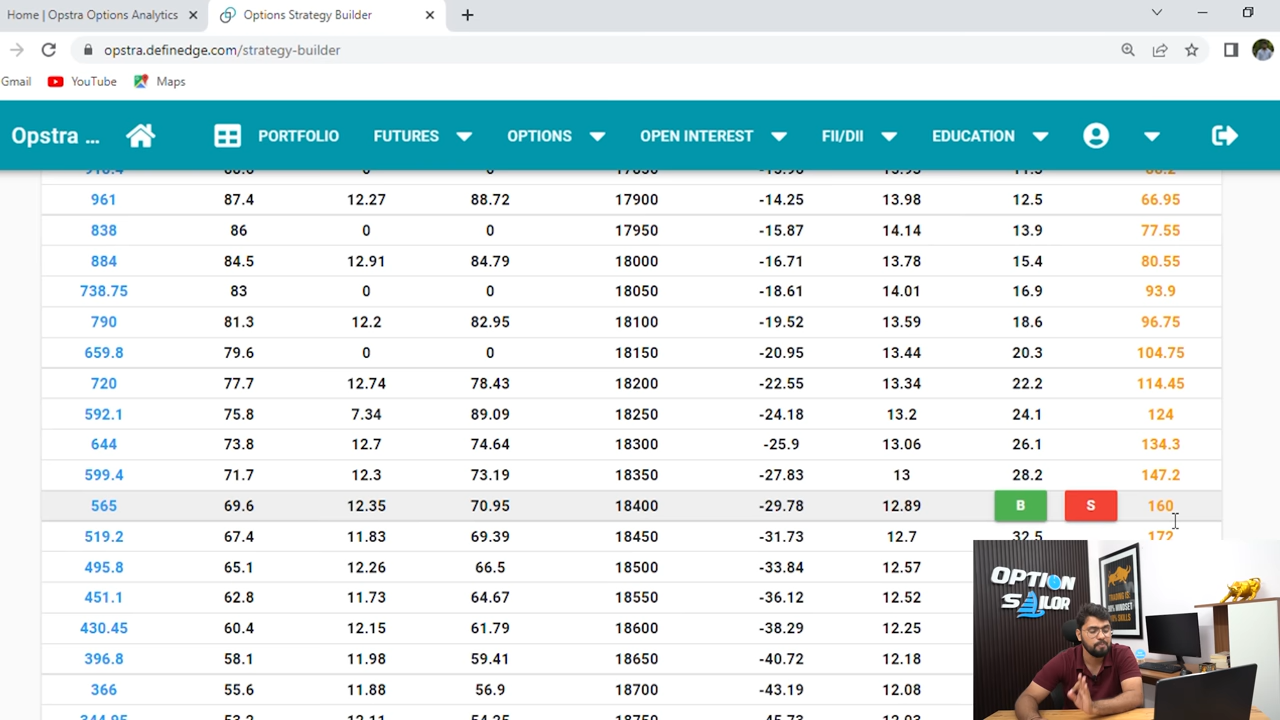 Home | Opstra Options Analytics
Options Strategy Builder
opstra.definedge.com/strategy-builder
Gmail YouTube Maps
Opstra ... PORTFOLIO FUTURES OPTIONS OPEN INTEREST FII/DII EDUCATION
961 87.4 12.27 88.72 17900 -14.25 13.98 12.5 66.95
838 86 0 0 17950 -15.87 14.14 13.9 77.55
884 84.5 12.91 84.79 18000 -16.71 13.78 15.4 80.55
738.75 83 0 0 18050 -18.61 14.01 16.9 93.9
790 81.3 12.2 82.95 18100 -19.52 13.59 18.6 96.75
659.8 79.6 0 0 18150 -20.95 13.44 20.3 104.75
720 77.7 12.74 78.43 18200 -22.55 13.34 22.2 114.45
592.1 75.8 7.34 89.09 18250 -24.18 13.2 24.1 124
644 73.8 12.7 74.64 18300 -25.9 13.06 26.1 134.3
599.4 71.7 12.3 73.19 18350 -27.83 13 28.2 147.2
565 69.6 12.35 70.95 18400 -29.78 12.89 B S 160
519.2 67.4 11.83 69.39 18450 -31.73 12.7 32.5 172
495.8 65.1 12.26 66.5 18500 -33.84 12.57
451.1 62.8 11.73 64.67 18550 -36.12 12.52
430.45 60.4 12.15 61.79 18600 -38.29 12.25
396.8 58.1 11.98 59.41 18650 -40.72 12.18
366 55.6 11.88 56.9 18700 -43.19 12.08
OPTION
SAILOR
TRADING IS